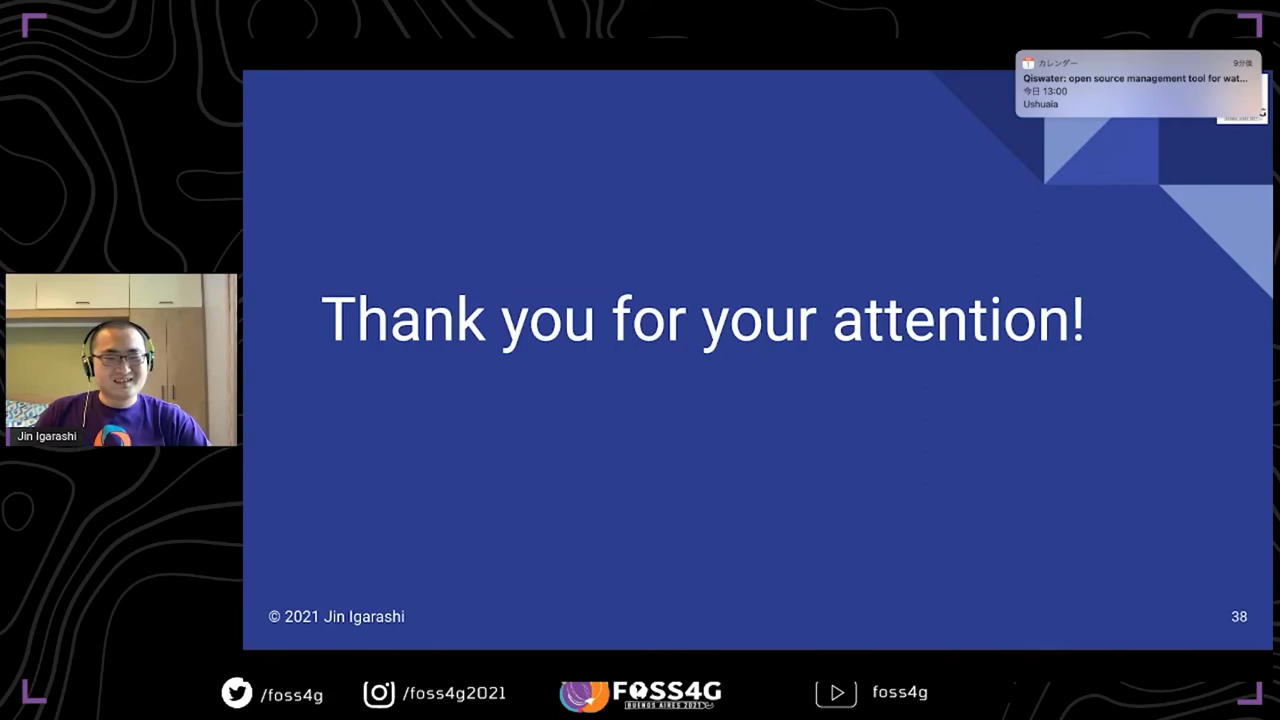 カレンダー
9分後
Qiswater: open source management tool for wat...
今日 13:00
Ushuaia
Thank you for your attention!
Jin Igarashi
© 2021 Jin Igarashi
38
/foss4g
/foss4g2021
FOSS4G
BUENOS AIRES 2021
foss4g